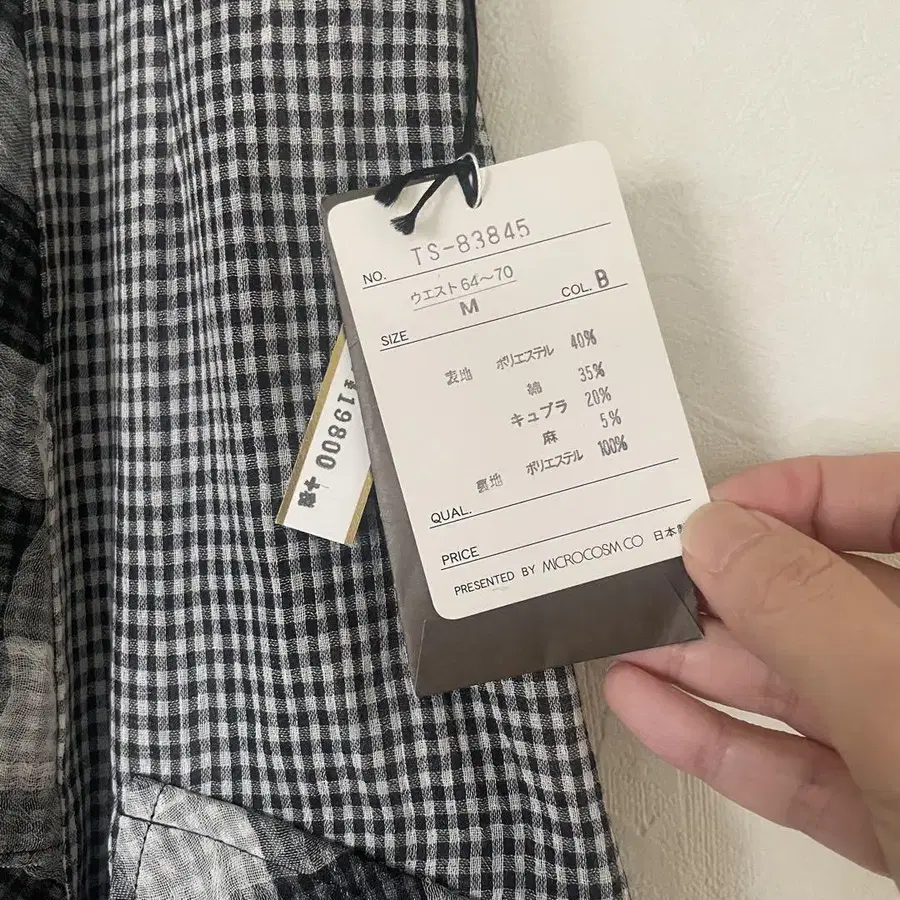 NO. TS-83845
ウエスト64〜70
SIZE M COL. B
表地 ポリエステル 40%
綿 35%
キュプラ 20%
麻 5%
裏地 ポリエステル 100%
QUAL.
PRICE
PRESENTED BY MICROCOSM CO 日本製
19800